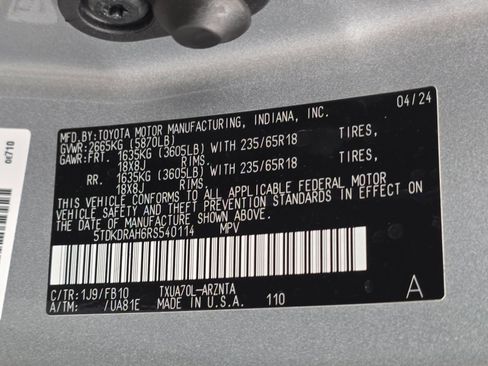 MFD.BY:TOYOTA MOTOR MANUFACTURING, INDIANA, INC. 04/24
GVWR:2665KG (5870LB)
GAWR:FRT. 1635KG (3605LB) WITH 235/65R18 TIRES,
18X8J RIMS.
RR. 1635KG (3605LB) WITH 235/65R18 TIRES,
18X8J RIMS.
THIS VEHICLE CONFORMS TO ALL APPLICABLE FEDERAL MOTOR
VEHICLE SAFETY AND THEFT PREVENTION STANDARDS IN EFFECT ON
THE DATE OF MANUFACTURE SHOWN ABOVE.
5TDKDRAH6RS540114 MPV
C/TR:1J9/FB10 TXUA70L-ARZNTA
A/TM: /UA81E MADE IN U.S.A. 110 A
0E710